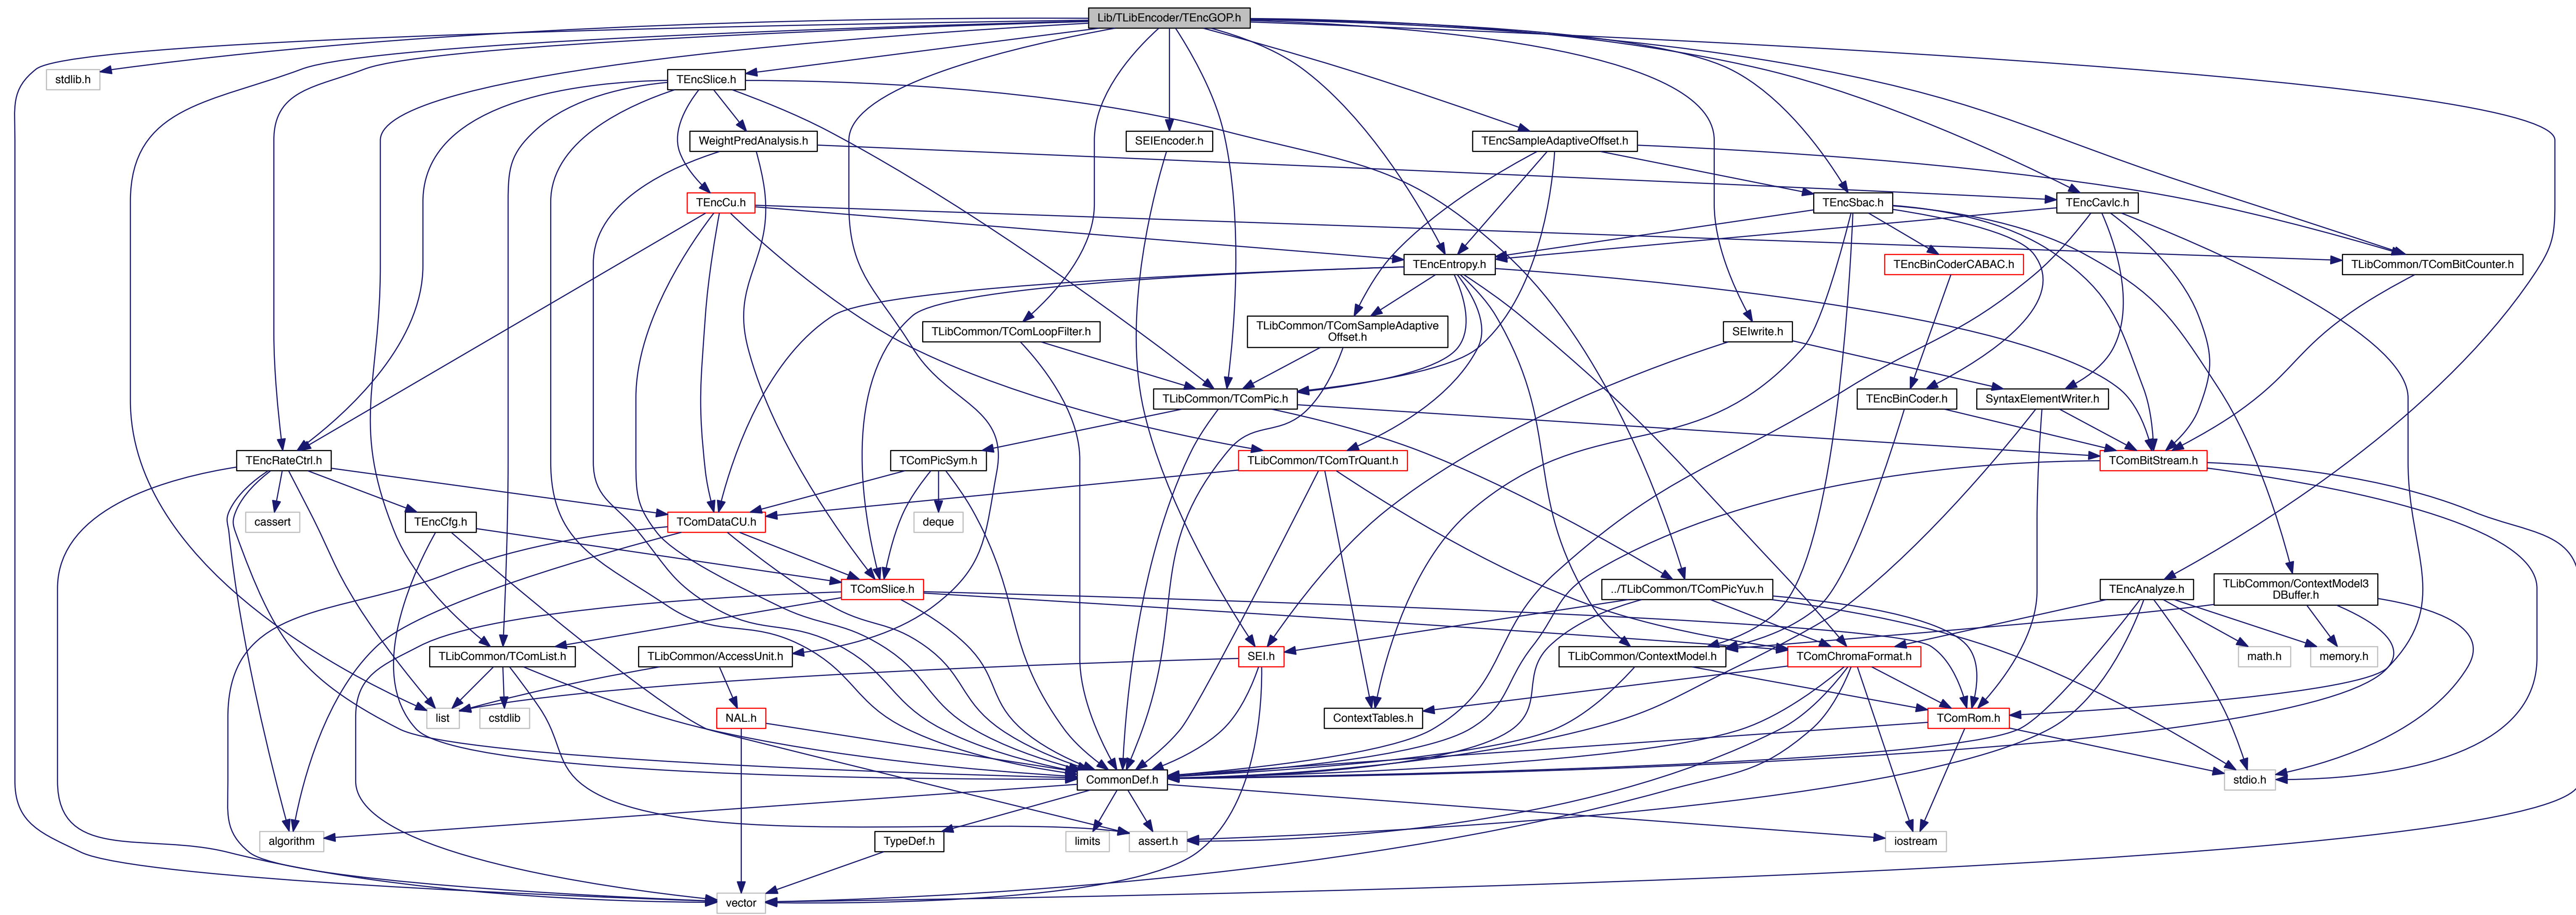 Lib/TLibEncoder/TEncGOP.h
stdlib.h
TEncSlice.h
WeightPredAnalysis.h
SEIEncoder.h
TEncSampleAdaptiveOffset.h
TEncCu.h
TEncSbac.h
TEncCavlc.h
TEncEntropy.h
TEncBinCoderCABAC.h
TLibCommon/TComBitCounter.h
TLibCommon/TComLoopFilter.h
TLibCommon/TComSampleAdaptive
Offset.h
SEIwrite.h
TLibCommon/TComPic.h
TEncBinCoder.h
SyntaxElementWriter.h
TEncRateCtrl.h
TComPicSym.h
TLibCommon/TComTrQuant.h
TComBitStream.h
cassert
TEncCfg.h
TComDataCU.h
deque
TComSlice.h
../TLibCommon/TComPicYuv.h
TEncAnalyze.h
TLibCommon/ContextModel3
DBuffer.h
TLibCommon/TComList.h
TLibCommon/AccessUnit.h
SEI.h
TLibCommon/ContextModel.h
TComChromaFormat.h
math.h
memory.h
list
cstdlib
NAL.h
ContextTables.h
TComRom.h
CommonDef.h
stdio.h
algorithm
TypeDef.h
limits
assert.h
iostream
vector